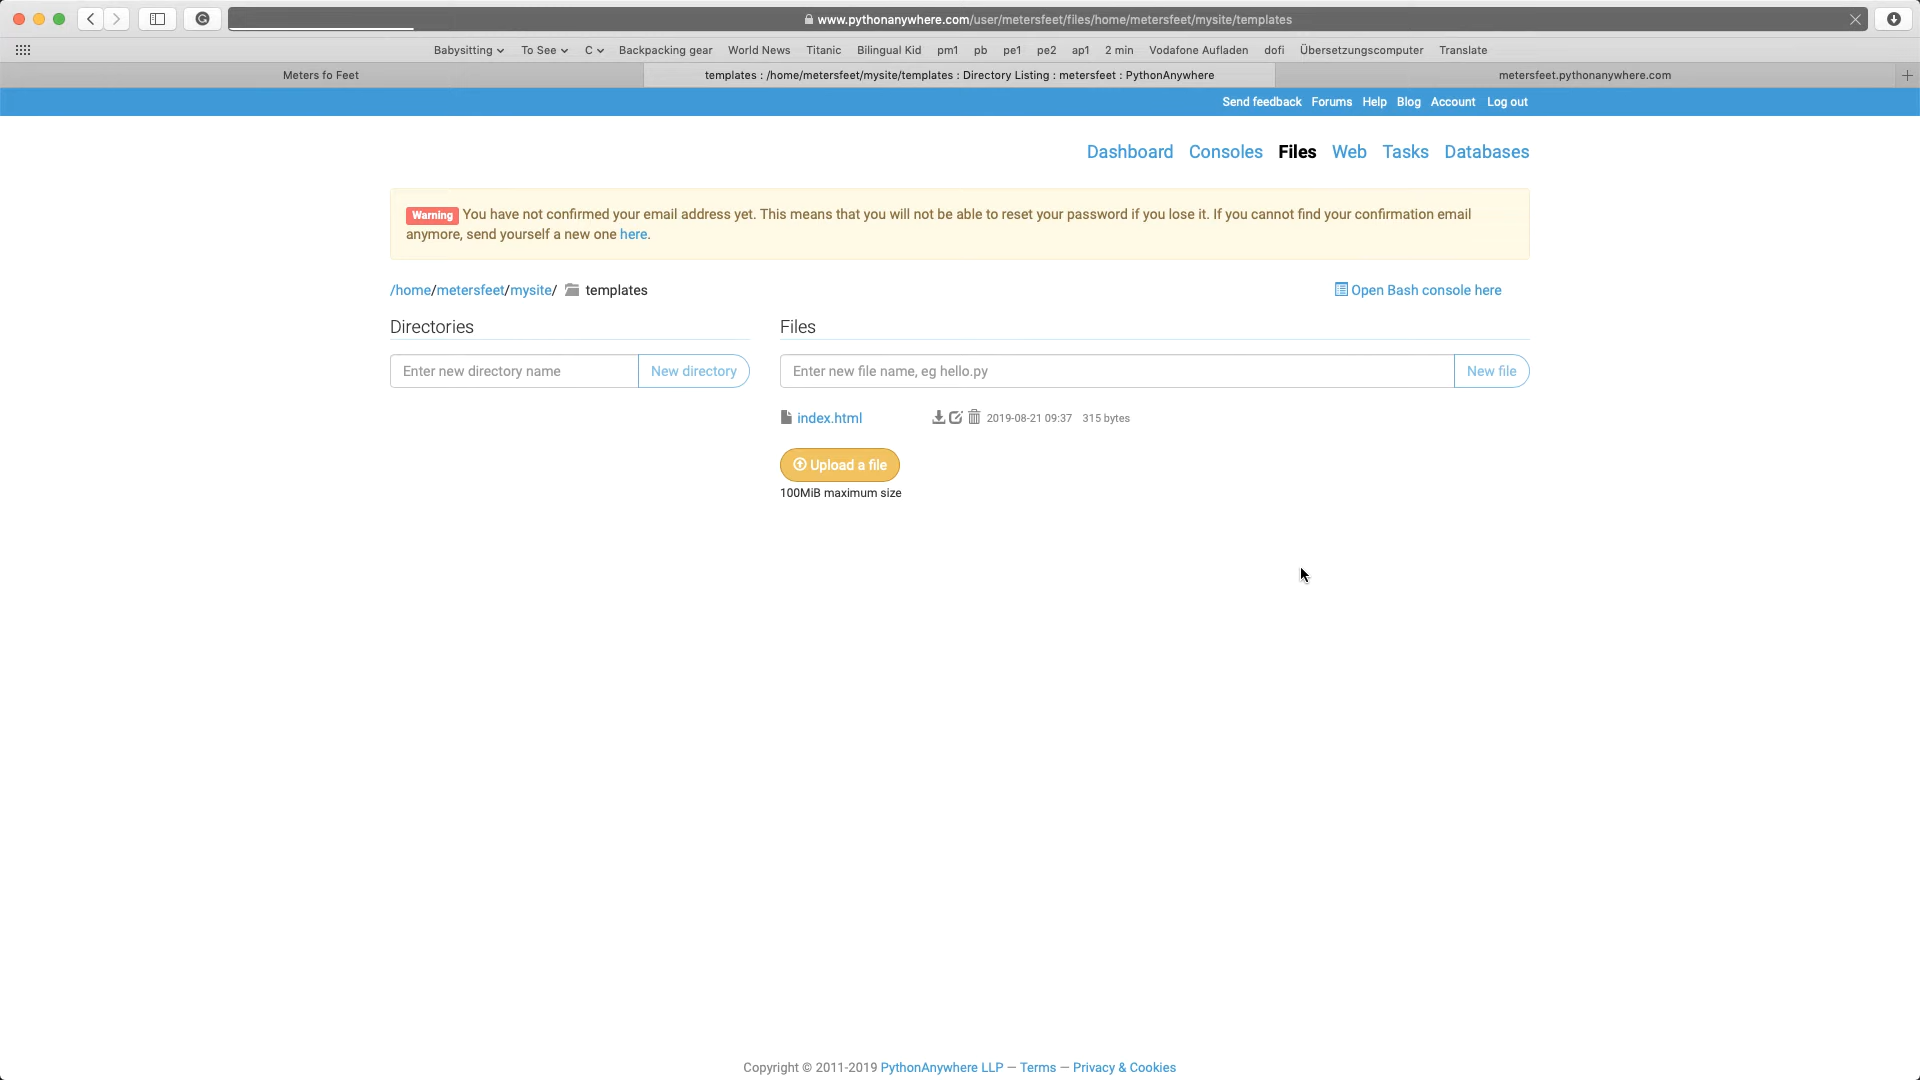 www.pythonanywhere.com/user/metersfeet/files/home/metersfeet/mysite/templates
Babysitting To See C Backpacking gear World News Titanic Bilingual Kid pm1 pb pe1 pe2 ap1 2 min Vodafone Aufladen dofi Übersetzungscomputer Translate
Meters fo Feet templates : /home/metersfeet/mysite/templates : Directory Listing : metersfeet : PythonAnywhere metersfeet.pythonanywhere.com
Send feedback Forums Help Blog Account Log out
Dashboard Consoles Files Web Tasks Databases
Warning You have not confirmed your email address yet. This means that you will not be able to reset your password if you lose it. If you cannot find your confirmation email
anymore, send yourself a new one here.
/home/metersfeet/mysite/ templates Open Bash console here
Directories Files
Enter new directory name New directory Enter new file name, eg hello.py New file
index.html 2019-08-21 09:37 315 bytes
Upload a file
100MiB maximum size
Copyright © 2011-2019 PythonAnywhere LLP — Terms — Privacy & Cookies